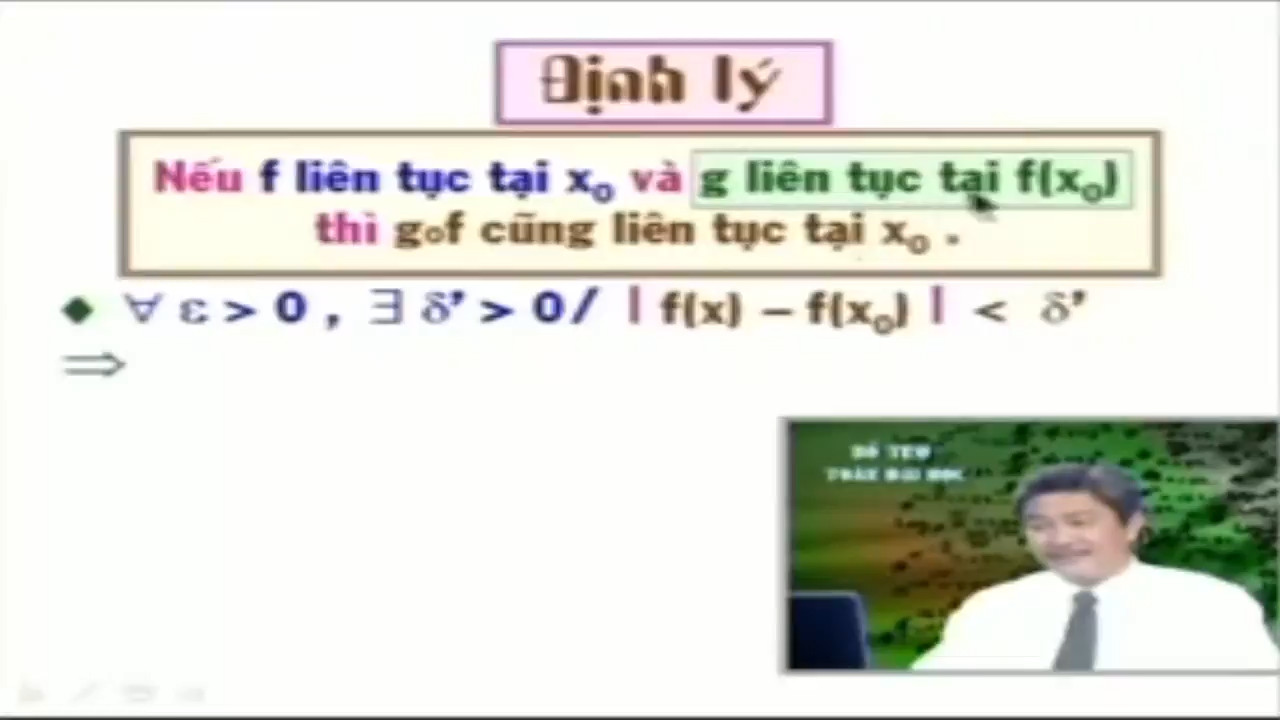 Định lý
Nếu f liên tục tại x₀ và g liên tục tại f(x₀)
thì g∘f cũng liên tục tại x₀ .
◆ ∀ ε > 0 , ∃ δ’ > 0/ | f(x) – f(x₀) | < δ’
⇒